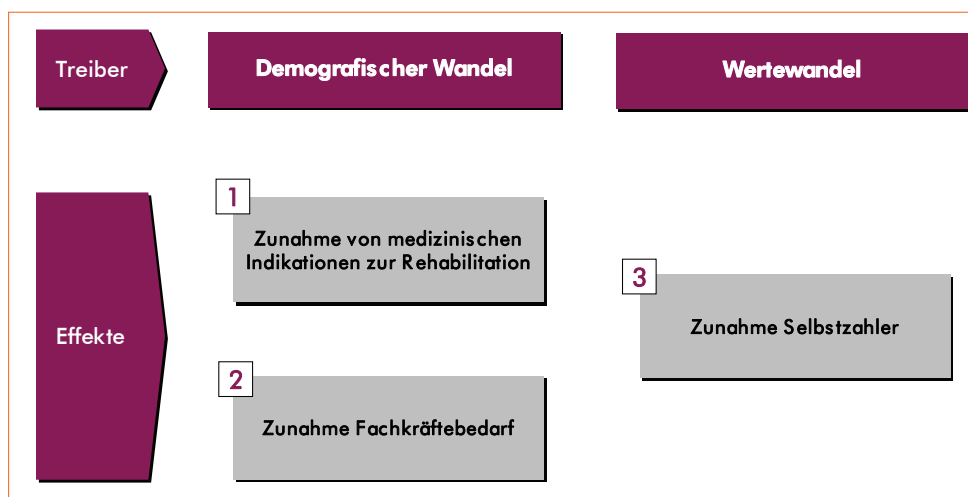 Treiber
Demografischer Wandel
Wertewandel
Effekte
1
Zunahme von medizinischen
Indikationen zur Rehabilitation
2
Zunahme Fachkräftebedarf
3
Zunahme Selbstzahler